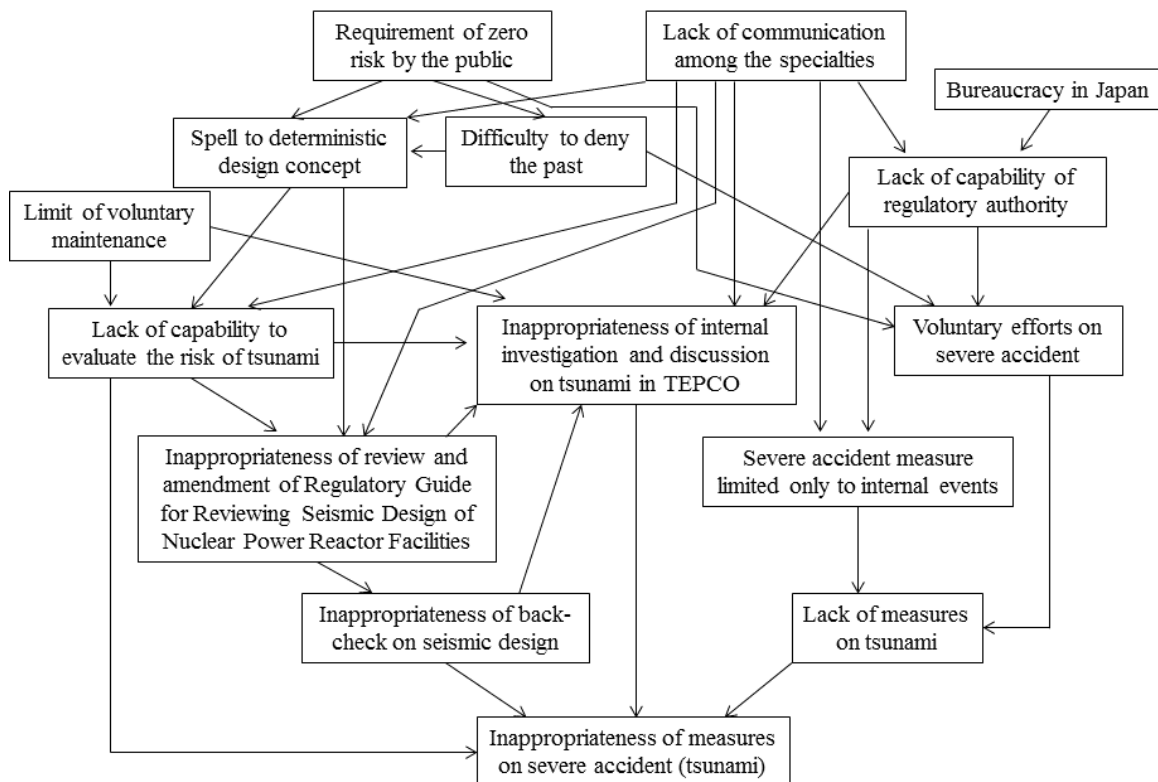 Requirement of zero
risk by the public
Lack of communication
among the specialties
Bureaucracy in Japan
Spell to deterministic
design concept
Difficulty to deny
the past
Lack of capability of
regulatory authority
Limit of voluntary
maintenance
Lack of capability to
evaluate the risk of tsunami
Inappropriateness of internal
investigation and discussion
on tsunami in TEPCO
Voluntary efforts on
severe accident
Inappropriateness of review and
amendment of Regulatory Guide
for Reviewing Seismic Design of
Nuclear Power Reactor Facilities
Severe accident measure
limited only to internal events
Inappropriateness of back-
check on seismic design
Lack of measures
on tsunami
Inappropriateness of measures
on severe accident (tsunami)